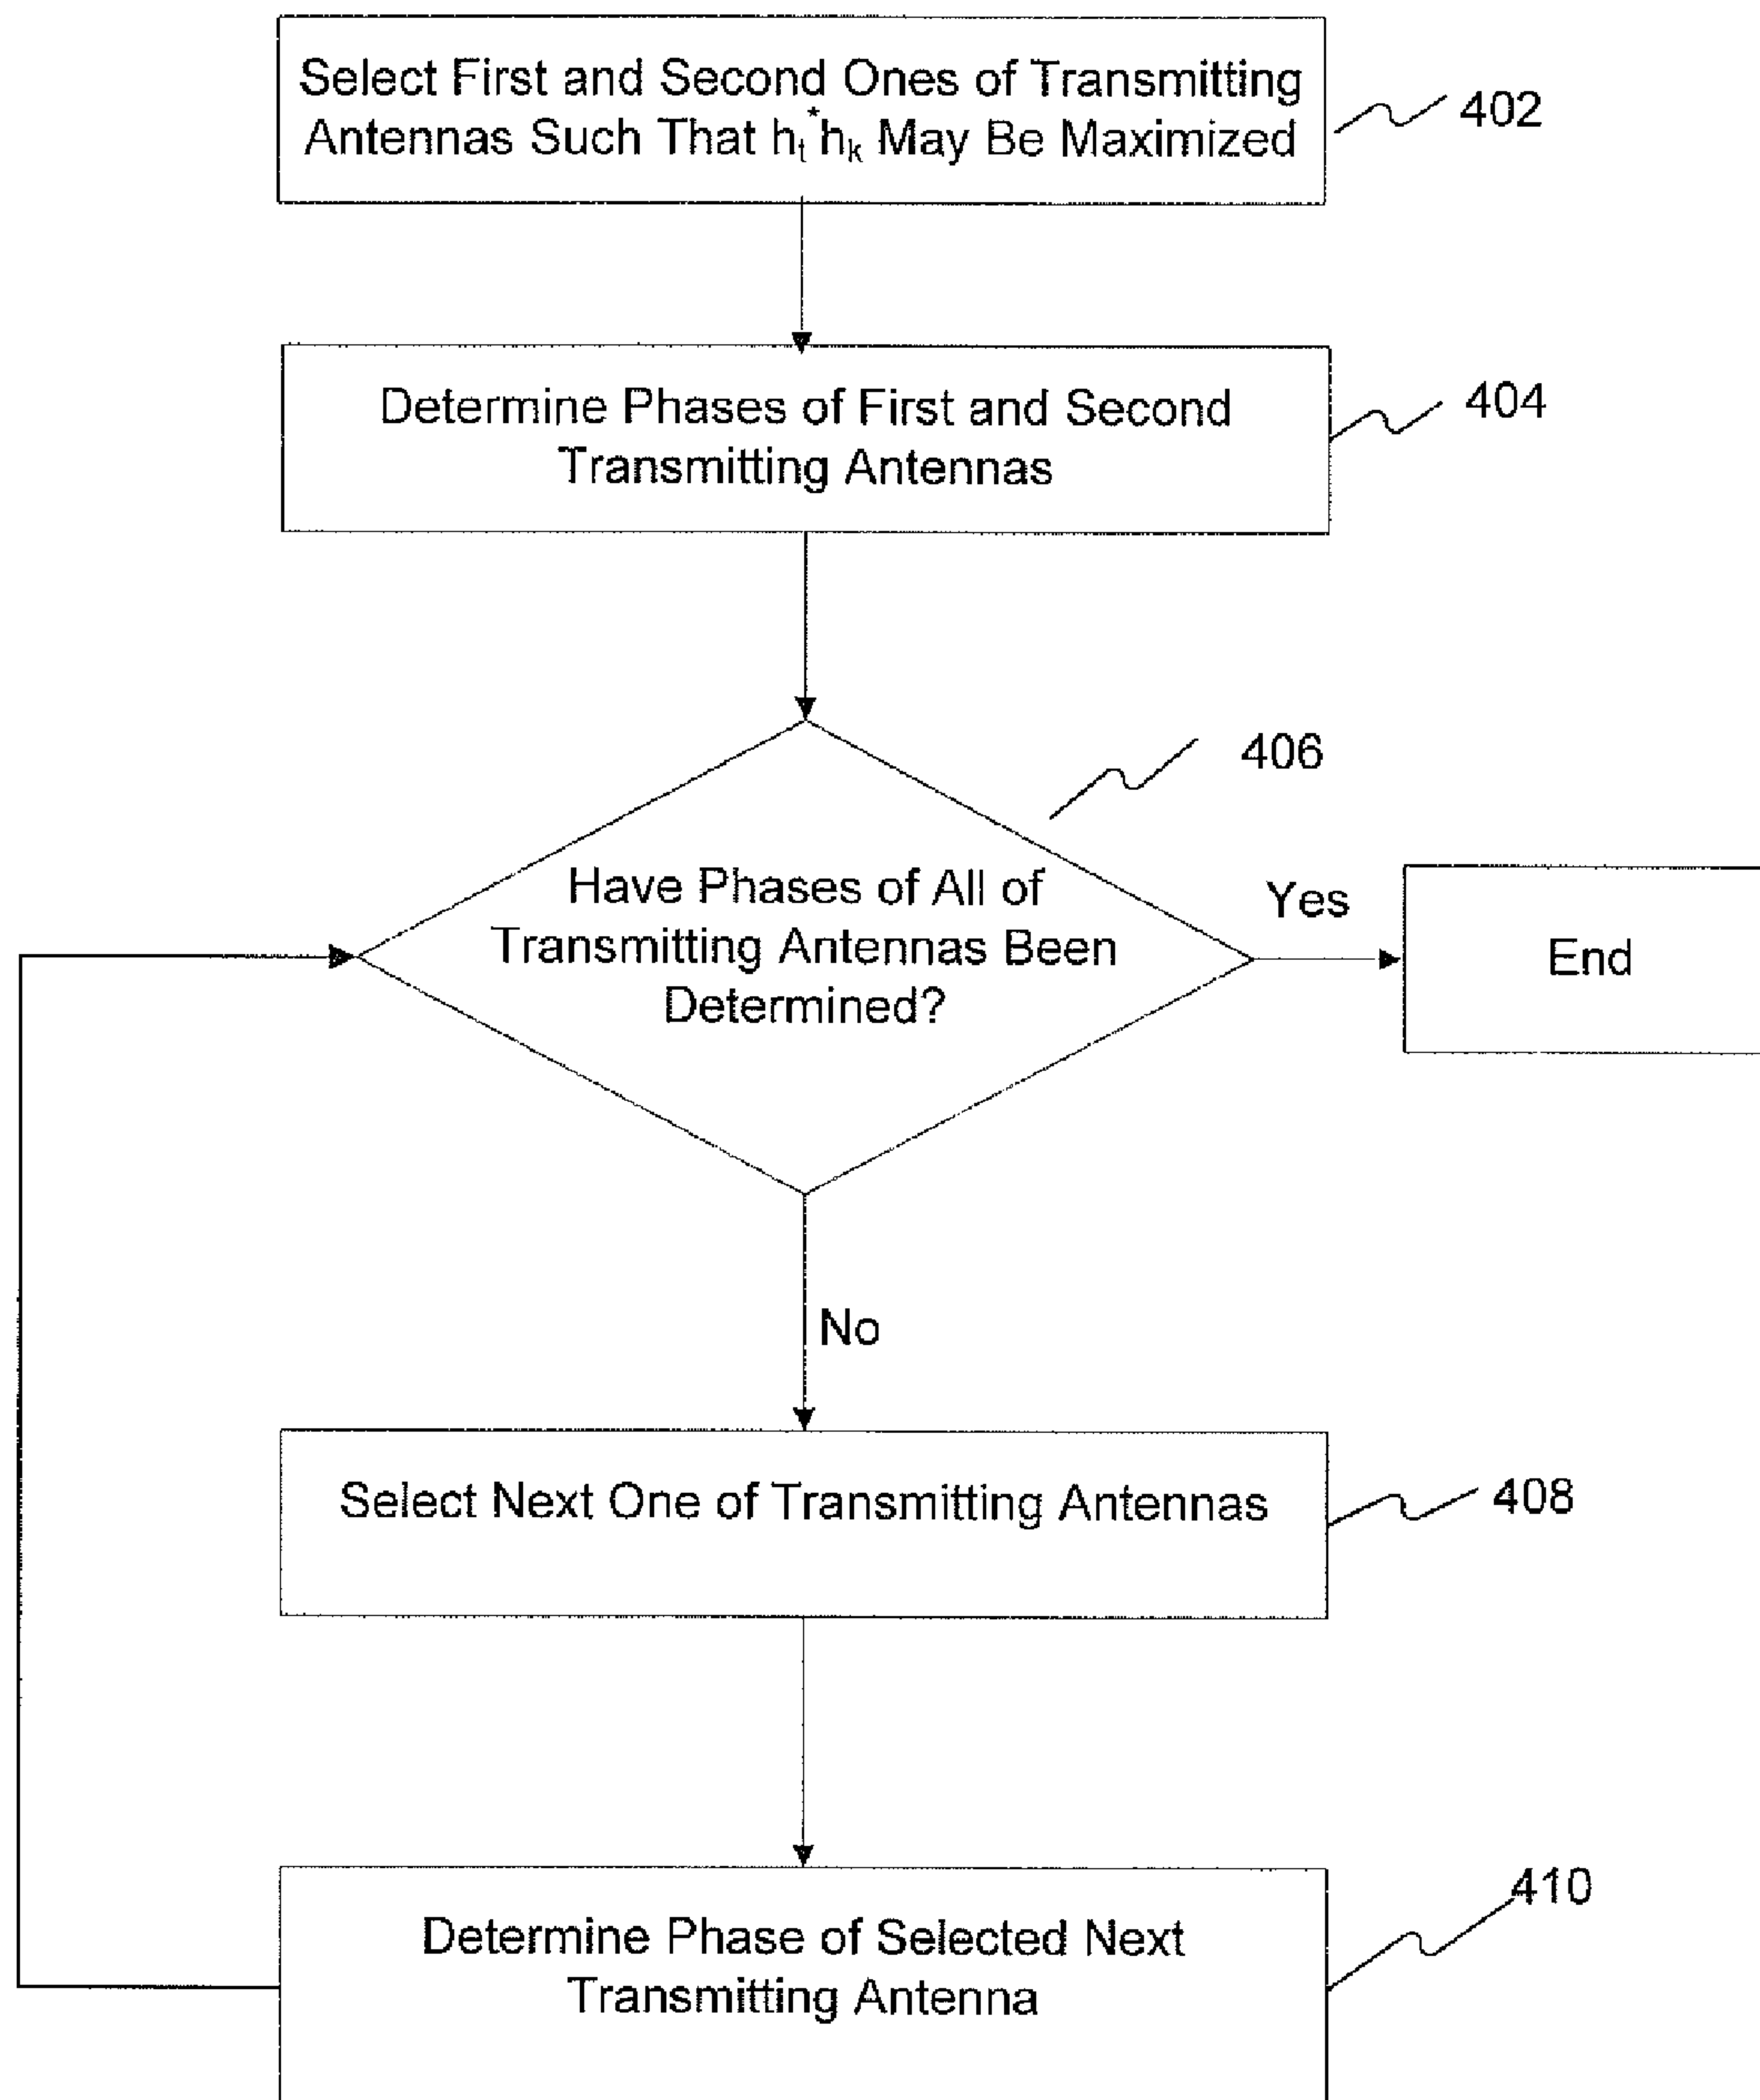 Select First and Second Ones of Transmitting
Antennas Such That hₜ*hₖ May Be Maximized
402
Determine Phases of First and Second
Transmitting Antennas
404
406
Have Phases of All of
Transmitting Antennas Been
Determined?
Yes
End
No
Select Next One of Transmitting Antennas
408
Determine Phase of Selected Next
Transmitting Antenna
410